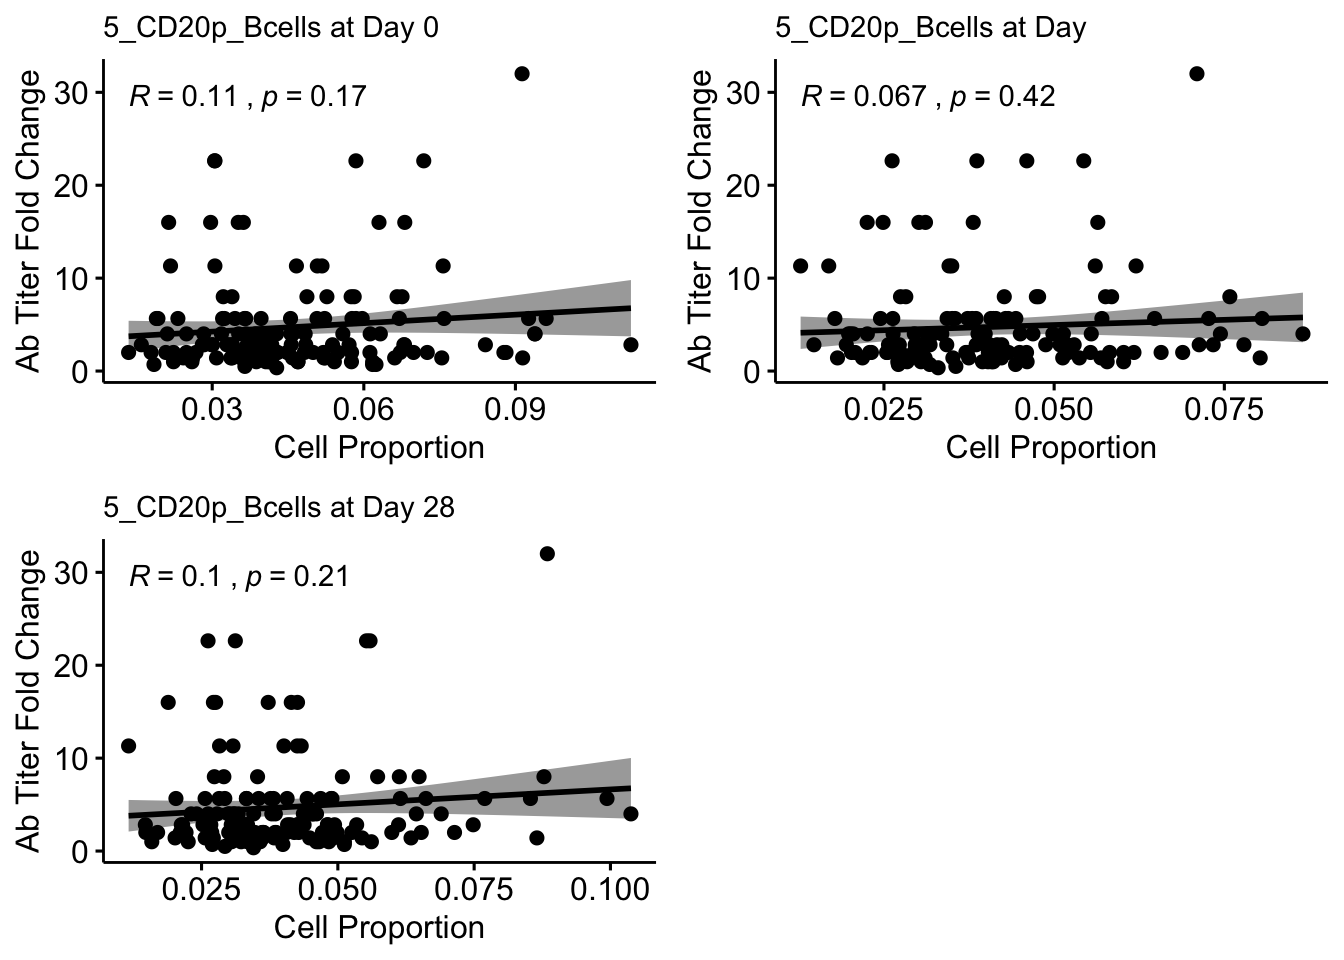 5_CD20p_Bcells at Day 0
R = 0.11 , p = 0.17
Ab Titer Fold Change
30
20
10
0
0.03 0.06 0.09
Cell Proportion
5_CD20p_Bcells at Day
R = 0.067 , p = 0.42
Ab Titer Fold Change
30
20
10
0
0.025 0.050 0.075
Cell Proportion
5_CD20p_Bcells at Day 28
R = 0.1 , p = 0.21
Ab Titer Fold Change
30
20
10
0
0.025 0.050 0.075 0.100
Cell Proportion